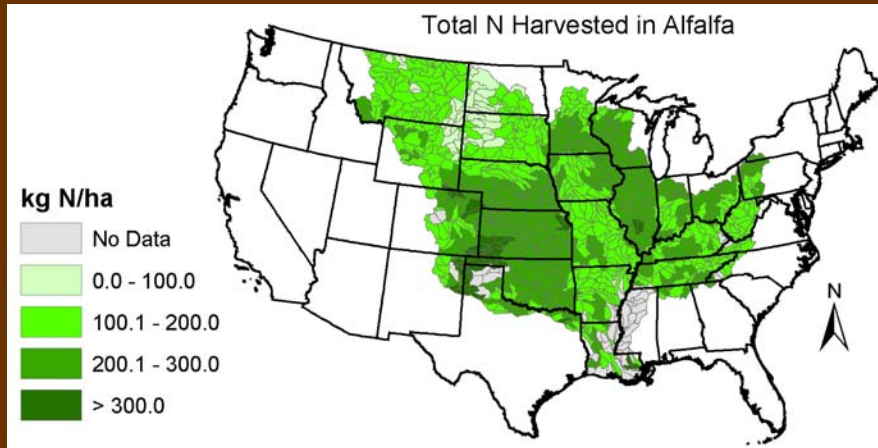 Total N Harvested in Alfalfa
kg N/ha
No Data
0.0 - 100.0
100.1 - 200.0
200.1 - 300.0
> 300.0
N